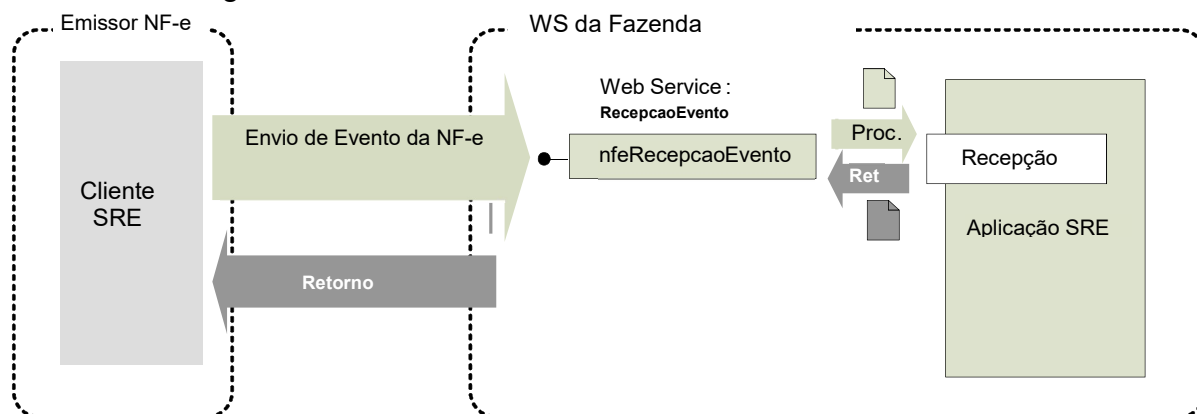 Emissor NF-e
WS da Fazenda
Web Service :
RecepcaoEvento
Envio de Evento da NF-e
nfeRecepcaoEvento
Proc.
Ret
Recepção
Cliente
SRE
Aplicação SRE
Retorno